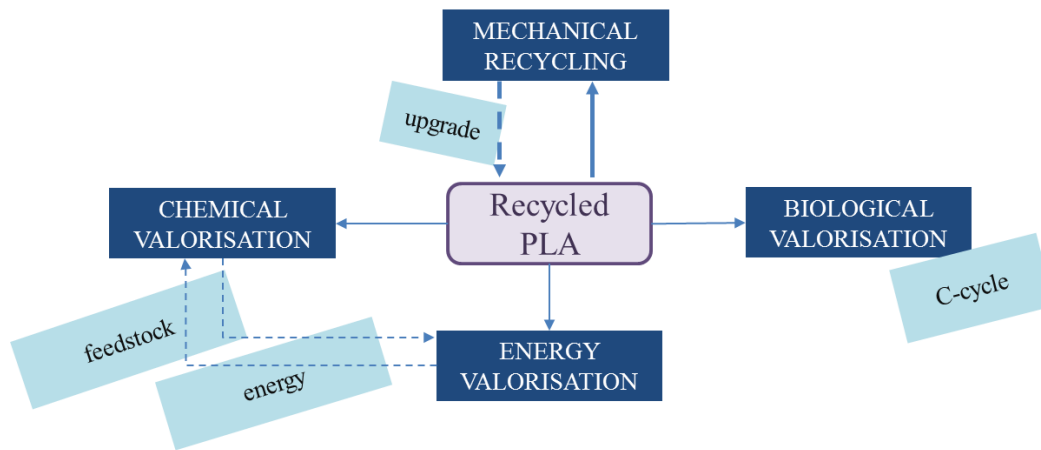 MECHANICAL
RECYCLING
upgrade
CHEMICAL
VALORISATION
Recycled
PLA
BIOLOGICAL
VALORISATION
C-cycle
feedstock
energy
ENERGY
VALORISATION